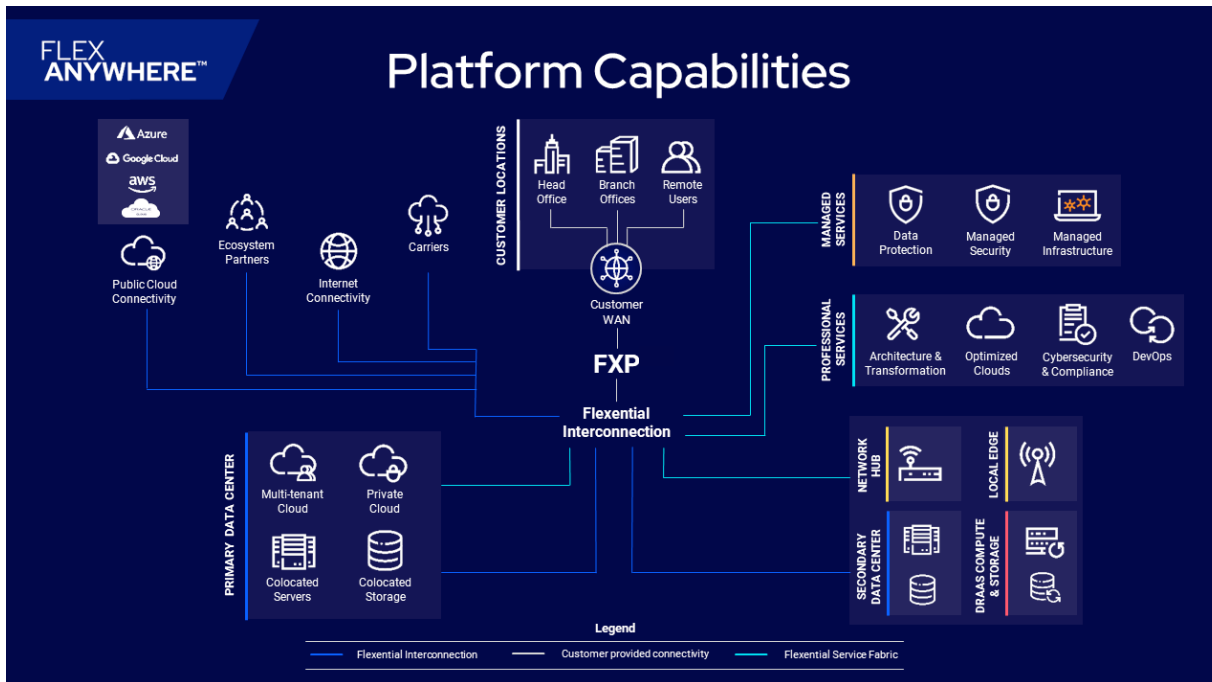 FLEX
ANYWHERE™
Platform Capabilities
Azure
Google Cloud
aws
ORACLE
Public Cloud
Connectivity
Ecosystem
Partners
Internet
Connectivity
Carriers
CUSTOMER LOCATIONS
Head
Office
Branch
Offices
Remote
Users
Customer
WAN
FXP
Flexential
Interconnection
MANAGED
SERVICES
Data
Protection
Managed
Security
Managed
Infrastructure
PROFESSIONAL
SERVICES
Architecture &
Transformation
Optimized
Clouds
Cybersecurity
& Compliance
DevOps
PRIMARY DATA CENTER
Multi-tenant
Cloud
Private
Cloud
Colocated
Servers
Colocated
Storage
NETWORK
HUB
LOCAL EDGE
SECONDARY
DATA CENTER
DRAAS COMPUTE
& STORAGE
Legend
Flexential Interconnection
Customer provided connectivity
Flexential Service Fabric